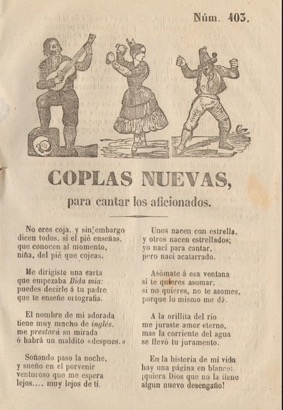 Núm. 403.
COPLAS NUEVAS,
para cantar los aficionados.
No eres coja, y sin embargo
dicen todos, si el pié enseñas,
que conocen al momento,
niña, del pié que cojeas.
Me dirigiste una carta
que empezaba Bida mia:
puedes decirle á tu padre
que te enseñe ortografía.
El nombre de mi adorada
tiene muy mucho de inglés,
me prestará su mirada
ó habrá un maldito «despues.»
Soñando paso la noche,
y sueño en el porvenir
venturoso que me espera
lejos.... muy lejos de tí.
Unos nacen con estrella,
y otros nacen estrellados;
yo nací para cantar,
pero nací acatarrado.
Asómate á esa ventana
si te quieres asomar;
si no quieres, no te asomes,
porque lo mismo me dá.
A la orillita del rio
me juraste amor eterno,
mas la corriente del agua
se llevó tu juramento.
En la historia de mi vida
hay una página en blanco:
¡quiera Dios que no la llene
algun nuevo desengaño!